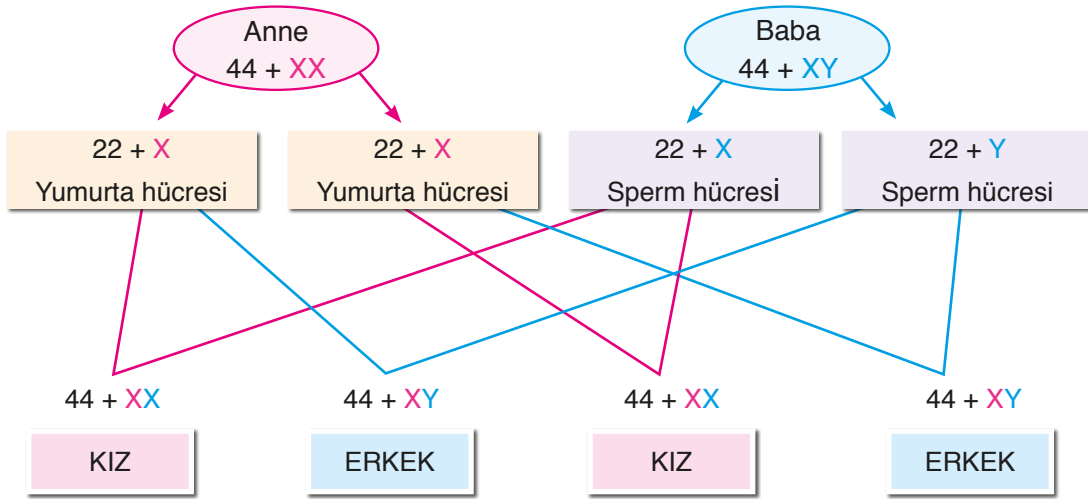 Anne
44 + XX
Baba
44 + XY
22 + X
Yumurta hücresi
22 + X
Yumurta hücresi
22 + X
Sperm hücresi
22 + Y
Sperm hücresi
44 + XX
44 + XY
44 + XX
44 + XY
KIZ
ERKEK
KIZ
ERKEK